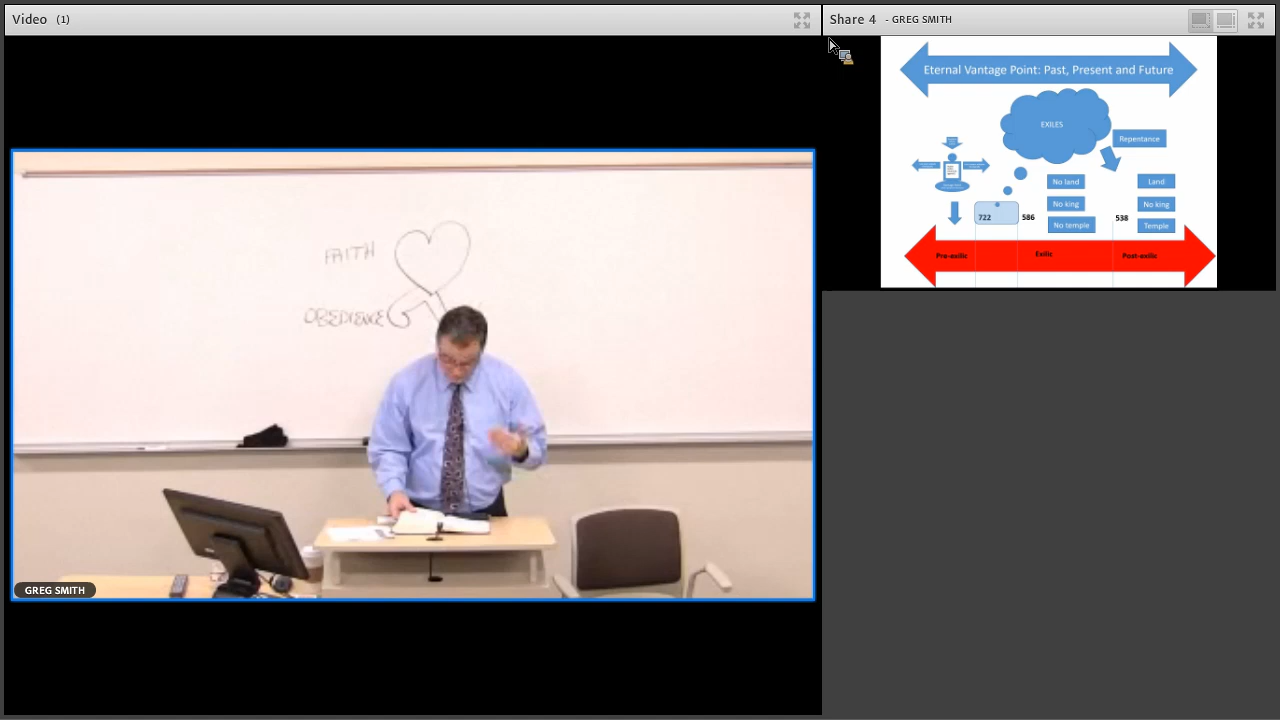 Video (1)
Share 4 - GREG SMITH
FAITH
OBEDIENCE
GREG SMITH
Eternal Vantage Point: Past, Present and Future
EXILES
Repentance
No land
Land
No king
No king
722
586
538
No temple
Temple
Pre-exilic
Exilic
Post-exilic